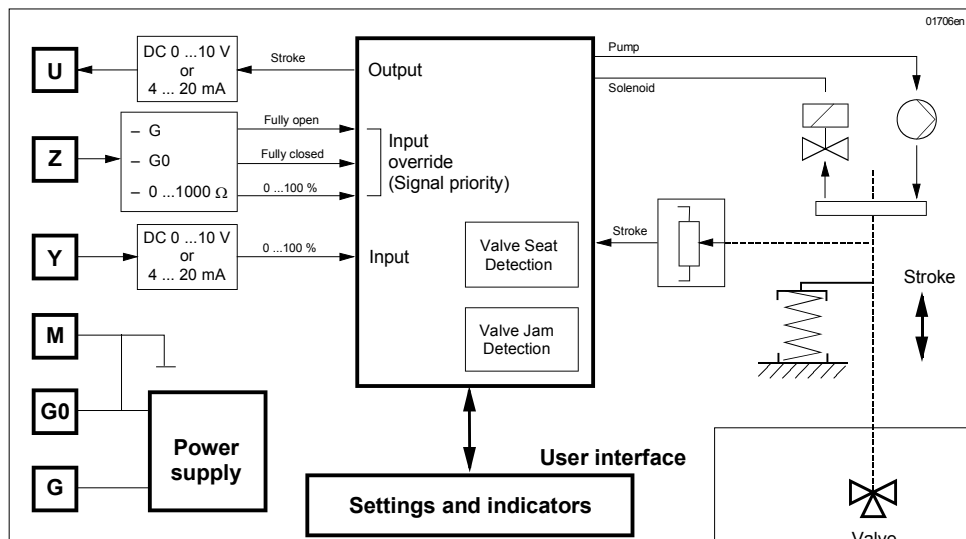 01706en
U
DC 0 ...10 V
or
4 ... 20 mA
Stroke
Output
Pump
Solenoid
Z
– G
– G0
– 0 ...1000 Ω
Fully open
Fully closed
0 ...100 %
Input
override
(Signal priority)
Y
DC 0 ...10 V
or
4 ... 20 mA
0 ...100 %
Input
Valve Seat
Detection
Stroke
Stroke
Valve Jam
Detection
M
G0
G
Power
supply
User interface
Settings and indicators
Valve